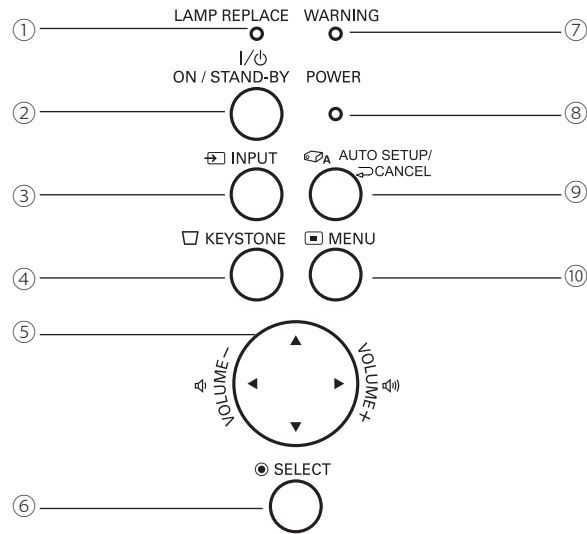 ① LAMP REPLACE WARNING ⑦
I/⏻
ON / STAND-BY POWER
② ⑧
INPUT A AUTO SETUP/
CANCEL
③ ⑨
KEYSTONE MENU
④ ⑩
⑤
VOLUME – VOLUME +
SELECT
⑥